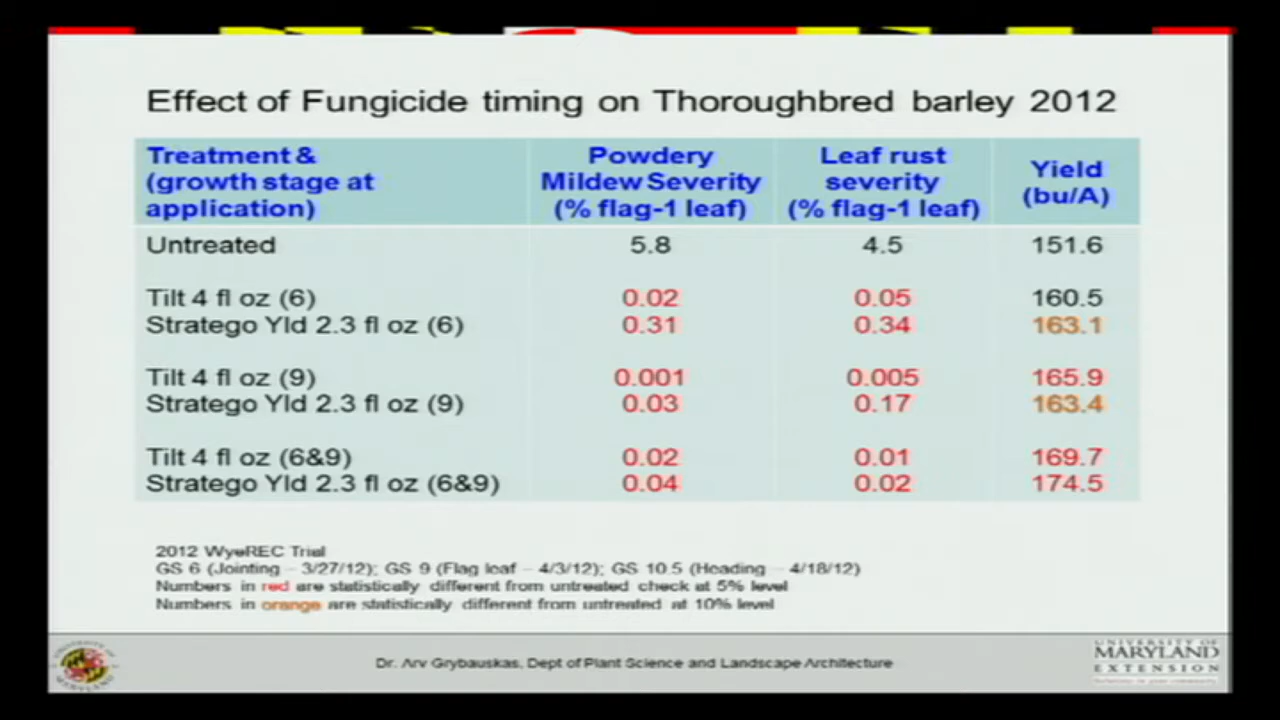 Effect of Fungicide timing on Thoroughbred barley 2012
Treatment & (growth stage at application) Powdery Mildew Severity (% flag-1 leaf) Leaf rust severity (% flag-1 leaf) Yield (bu/A)
Untreated 5.8 4.5 151.6
Tilt 4 fl oz (6) 0.02 0.05 160.5
Stratego Yld 2.3 fl oz (6) 0.31 0.34 163.1
Tilt 4 fl oz (9) 0.001 0.005 165.9
Stratego Yld 2.3 fl oz (9) 0.03 0.17 163.4
Tilt 4 fl oz (6&9) 0.02 0.01 169.7
Stratego Yld 2.3 fl oz (6&9) 0.04 0.02 174.5
2012 WyeREC Trial
GS 6 (Jointing – 3/27/12); GS 9 (Flag leaf – 4/3/12); GS 10.5 (Heading – 4/18/12)
Numbers in red are statistically different from untreated check at 5% level
Numbers in orange are statistically different from untreated at 10% level
Dr. Arv Grybauskas, Dept of Plant Science and Landscape Architecture
UNIVERSITY OF
MARYLAND
EXTENSION